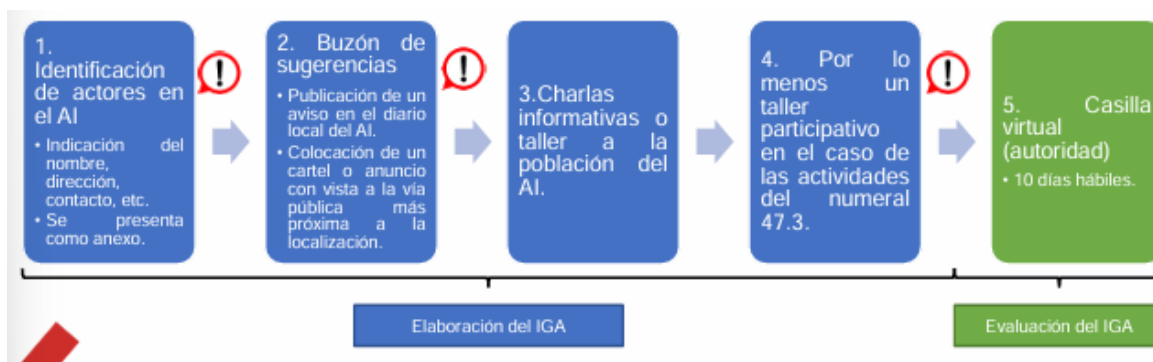 1.
Identificación
de actores en
el AI
• Indicación del
nombre,
dirección,
contacto, etc.
• Se presenta
como anexo.
!
2. Buzón de
sugerencias
• Publicación de un
aviso en el diario
local del AI.
• Colocación de un
cartel o anuncio
con vista a la vía
pública más
próxima a la
localización.
!
3.Charlas
informativas o
taller a la
población del
AI.
4. Por lo
menos un
taller
participativo
en el caso de
las actividades
del numeral
47.3.
!
5. Casilla
virtual
(autoridad)
• 10 días hábiles.
Elaboración del IGA
Evaluación del IGA